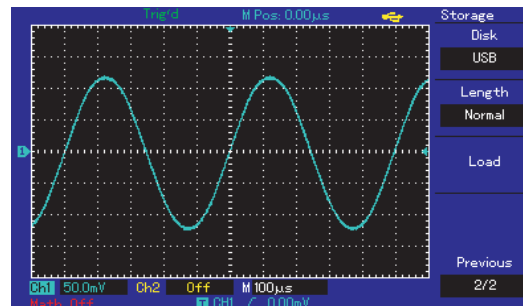 Trig'd M Pos: 0.00μs Storage
Disk
USB
Length
Normal
1
Load
Previous
2/2
Ch1 50.0mV Ch2 Off M 100μs
Math Off T CH1 / 0.00mV